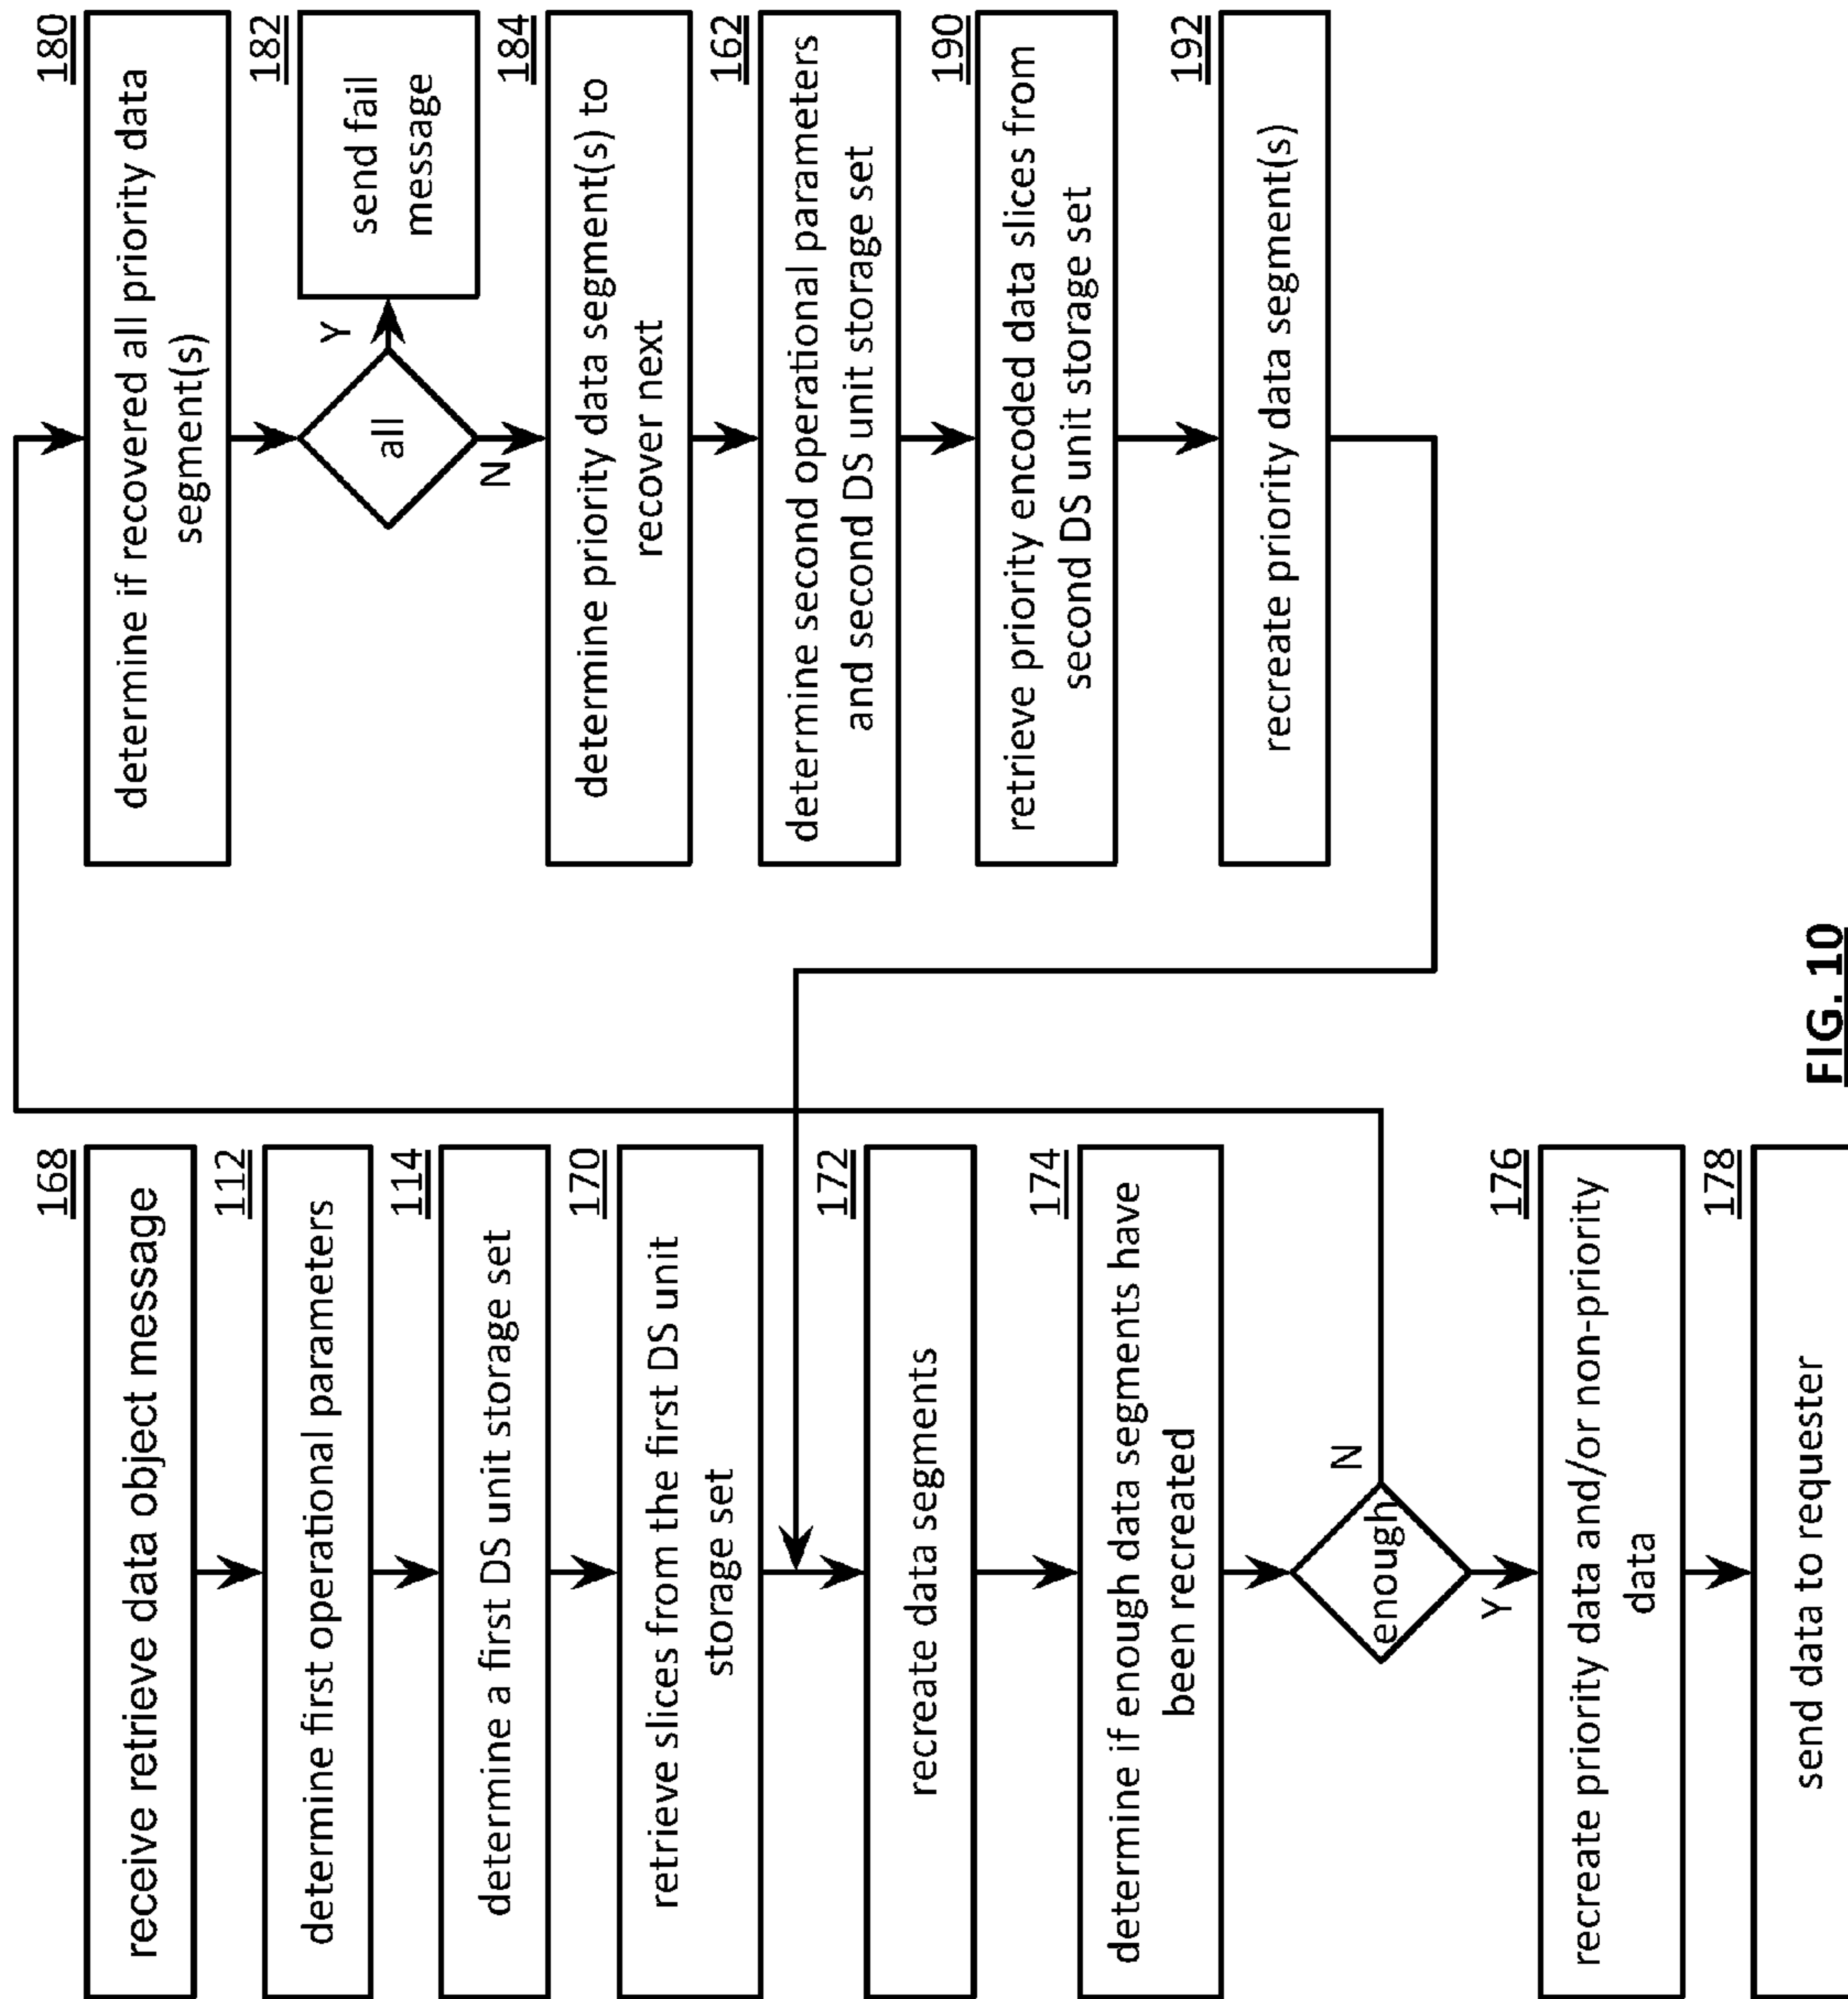 168
receive retrieve data object message
112
determine first operational parameters
114
determine a first DS unit storage set
170
retrieve slices from the first DS unit
storage set
172
recreate data segments
174
determine if enough data segments have
been recreated
enough
N
Y
176
recreate priority data and/or non-priority
data
178
send data to requester
180
determine if recovered all priority data
segment(s)
all
Y
N
182
send fail
message
184
determine priority data segment(s) to
recover next
162
determine second operational parameters
and second DS unit storage set
190
retrieve priority encoded data slices from
second DS unit storage set
192
recreate priority data segment(s)
FIG. 10